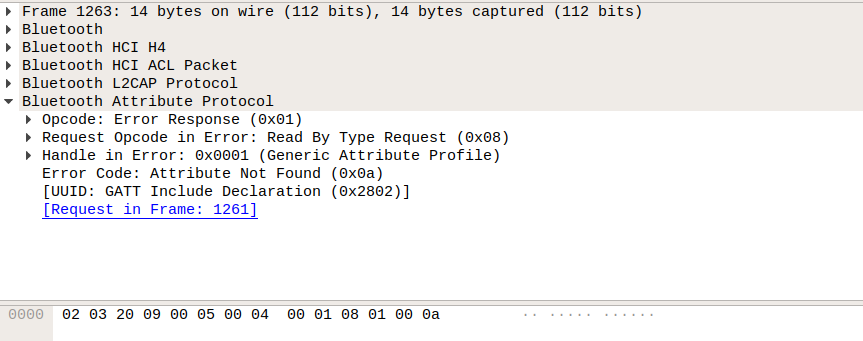 Frame 1263: 14 bytes on wire (112 bits), 14 bytes captured (112 bits)
Bluetooth
Bluetooth HCI H4
Bluetooth HCI ACL Packet
Bluetooth L2CAP Protocol
Bluetooth Attribute Protocol
Opcode: Error Response (0x01)
Request Opcode in Error: Read By Type Request (0x08)
Handle in Error: 0x0001 (Generic Attribute Profile)
Error Code: Attribute Not Found (0x0a)
[UUID: GATT Include Declaration (0x2802)]
[Request in Frame: 1261]
0000 02 03 20 09 00 05 00 04 00 01 08 01 00 0a ·· ····· ······